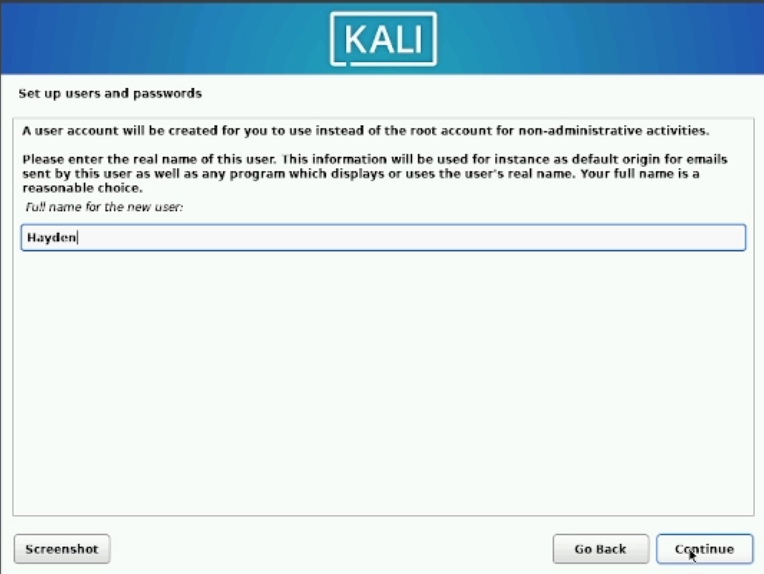 KALI
Set up users and passwords
A user account will be created for you to use instead of the root account for non-administrative activities.
Please enter the real name of this user. This information will be used for instance as default origin for emails
sent by this user as well as any program which displays or uses the user's real name. Your full name is a
reasonable choice.
Full name for the new user:
Hayden
Screenshot
Go Back
Continue